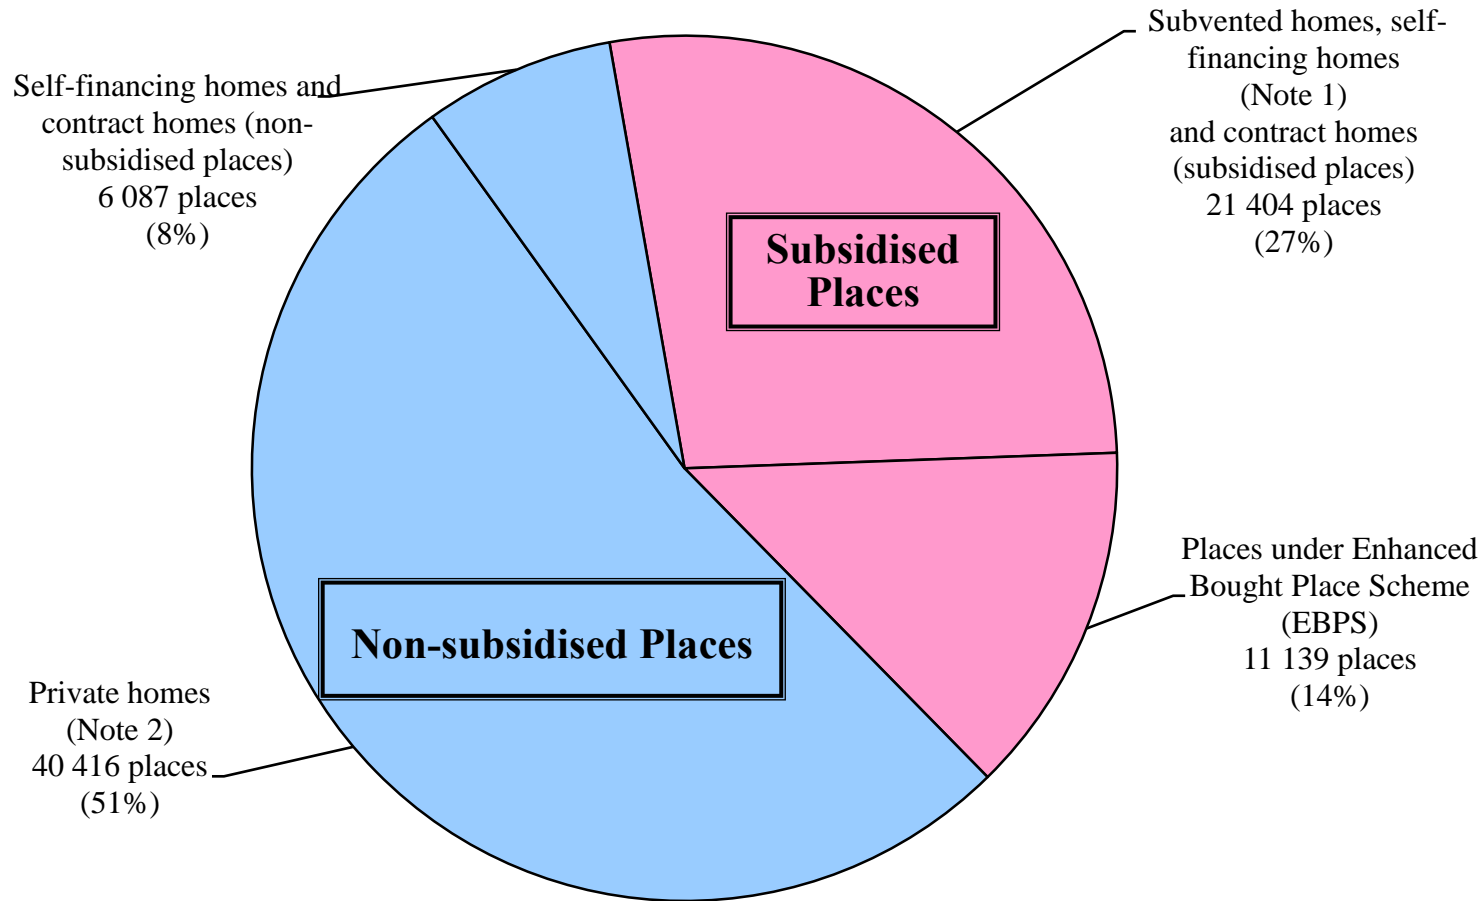 Self-financing homes and
contract homes (non-
subsidised places)
6 087 places
(8%)
Subvented homes, self-
financing homes
(Note 1)
and contract homes
(subsidised places)
21 404 places
(27%)
Subsidised
Places
Places under Enhanced
Bought Place Scheme
(EBPS)
11 139 places
(14%)
Non-subsidised Places
Private homes
(Note 2)
40 416 places
(51%)